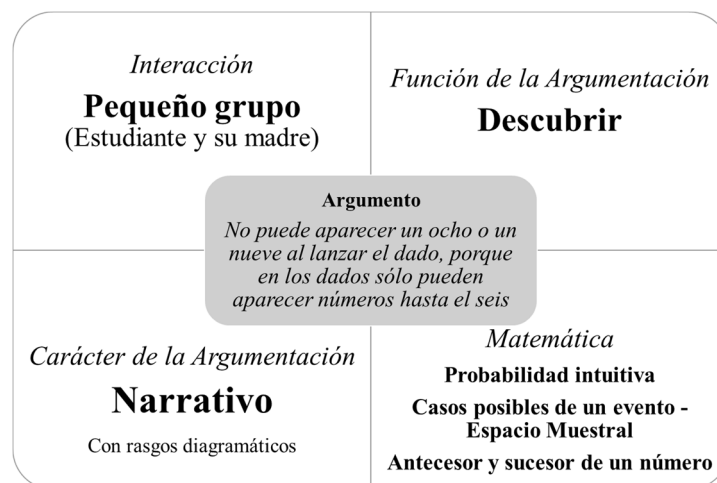 Interacción
Pequeño grupo
(Estudiante y su madre)
Función de la Argumentación
Descubrir
Argumento
No puede aparecer un ocho o un
nueve al lanzar el dado, porque
en los dados sólo pueden
aparecer números hasta el seis
Carácter de la Argumentación
Narrativo
Con rasgos diagramáticos
Matemática
Probabilidad intuitiva
Casos posibles de un evento -
Espacio Muestral
Antecesor y sucesor de un número